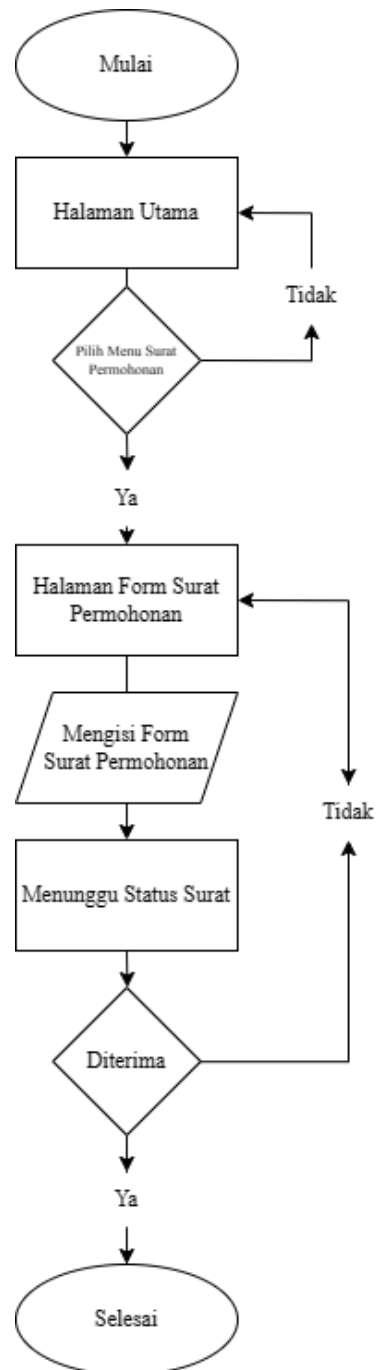 Mulai
Halaman Utama
Tidak
Pilih Menu Surat
Permohonan
Ya
Halaman Form Surat
Permohonan
Mengisi Form
Surat Permohonan
Tidak
Menunggu Status Surat
Diterima
Ya
Selesai